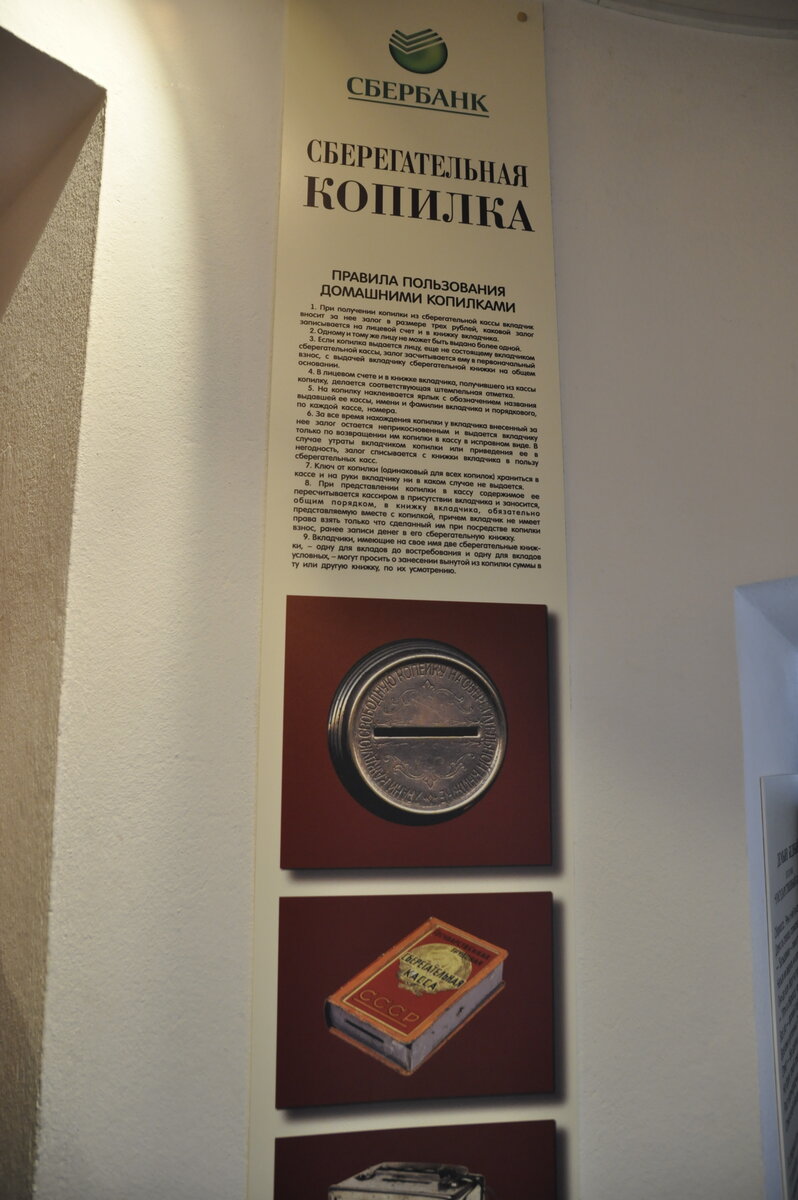 СБЕРБАНК
СБЕРЕГАТЕЛЬНАЯ
КОПИЛКА
ПРАВИЛА ПОЛЬЗОВАНИЯ
ДОМАШНИМИ КОПИЛКАМИ
1. При получении копилки из сберегательной кассы вкладчик
вносит за нее залог в размере трех рублей, каковой залог
записывается на лицевой счет и в книжку вкладчика.
2. Одному и тому же лицу не может быть выдано более одной.
3. Если копилка выдается лицу, еще не состоящему вкладчиком
сберегательной кассы, залог засчитывается ему в первоначальный
взнос, с выдачей вкладчику сберегательной книжки на общем
основании.
4. В лицевом счете и в книжке вкладчика, получившего из кассы
копилку, делается соответствующая штемпельная отметка.
5. На копилку наклеивается ярлык с обозначением названия
выдавшей ее кассы, имени и фамилии вкладчика и порядкового,
по каждой кассе, номера.
6. За все время нахождения копилки у вкладчика внесенный за
нее залог остается неприкосновенным и выдается вкладчику
только по возвращении им копилки в кассу в исправном виде. В
случае утраты вкладчиком копилки или приведения ее в
негодность, залог списывается с книжки вкладчика в пользу
сберегательных касс.
7. Ключ от копилки (одинаковый для всех копилок) храниться в
кассе и на руки вкладчику ни в каком случае не выдается.
8. При представлении копилки в кассу содержимое ее
пересчитывается кассиром в присутствии вкладчика и заносится,
общим порядком, в книжку вкладчика, обязательно
представляемую вместе с копилкой, причем вкладчик не имеет
права взять только что сделанный им при посредстве копилки
взнос, ранее записи денег в его сберегательную книжку.
9. Вкладчики, имеющие на свое имя две сберегательные книж-
ки, – одну для вкладов до востребования и одну для вкладов
условных, – могут просить о занесении вынутой из копилки суммы в
ту или другую книжку, по их усмотрению.
СВОБОДНУЮ КОПЕЙКУ НА СБЕР
СБЕРЕГАТЕЛЬНАЯ
КАССА
СССР